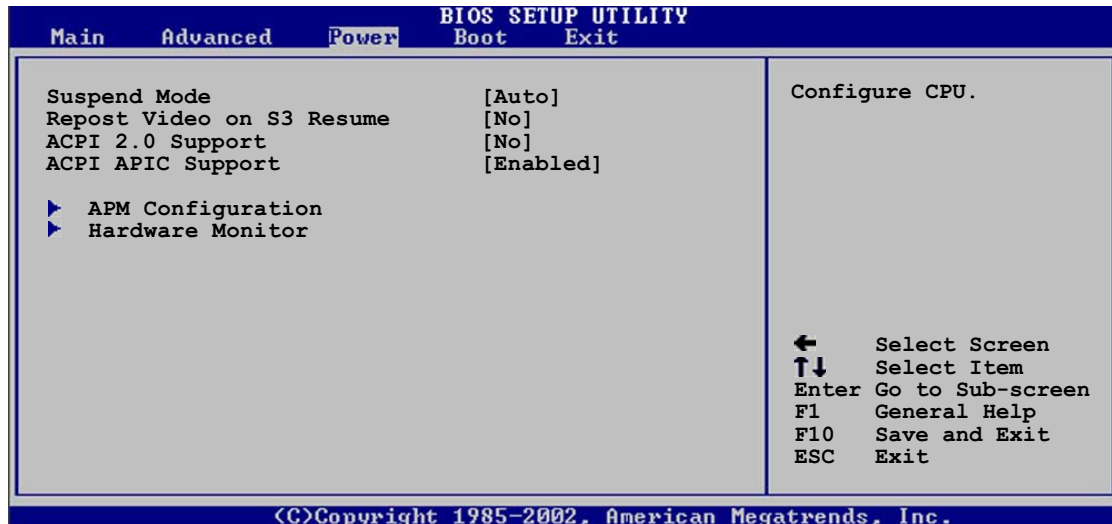 BIOS SETUP UTILITY
Main Advanced Power Boot Exit
Suspend Mode [Auto]
Repost Video on S3 Resume [No]
ACPI 2.0 Support [No]
ACPI APIC Support [Enabled]
APM Configuration
Hardware Monitor
Configure CPU.
← Select Screen
↑↓ Select Item
Enter Go to Sub-screen
F1 General Help
F10 Save and Exit
ESC Exit
(C)Copyright 1985-2002, American Megatrends, Inc.